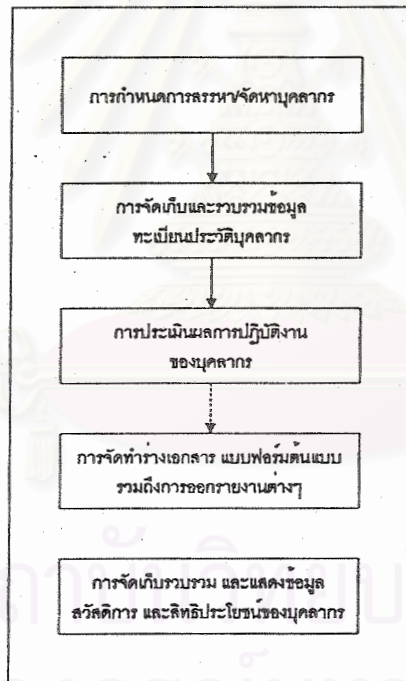 การกำหนดการสรรหา/จัดหาบุคลากร
การจัดเก็บและรวบรวมข้อมูล
ทะเบียนประวัติบุคลากร
การประเมินผลการปฏิบัติงาน
ของบุคลากร
การจัดทำร่างเอกสาร แบบฟอร์มต้นแบบ
รวมถึงการออกรายงานต่างๆ
การจัดเก็บรวบรวม และแสดงข้อมูล
สวัสดิการ และสิทธิประโยชน์ของบุคลากร